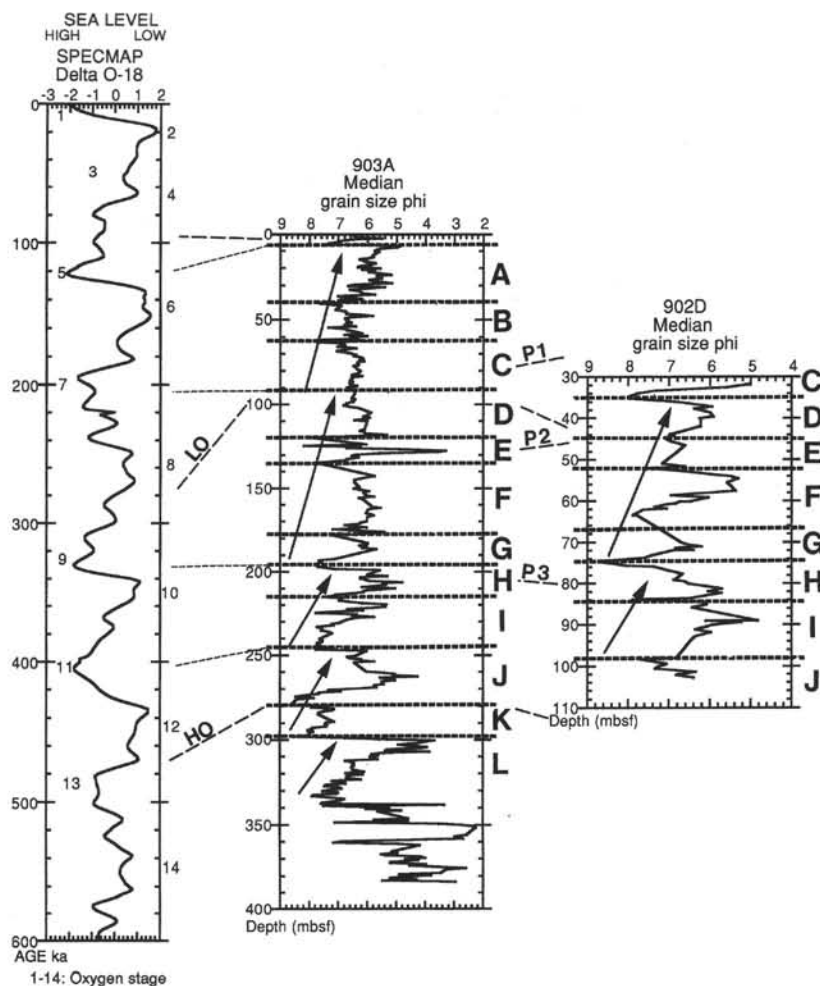 SEA LEVEL
HIGH LOW
SPECMAP
Delta O-18
-3 -2 -1 0 1 2
0
100
200
300
400
500
600
1
2
3
4
5
6
7
8
9
10
11
12
13
14
AGE ka
1-14: Oxygen stage
LO
HO
903A
Median
grain size phi
9 8 7 6 5 4 3 2
0
50
100
150
200
250
300
350
400
Depth (mbsf)
A
B
C
D
E
F
G
H
I
J
K
L
P1
P2
P3
902D
Median
grain size phi
9 8 7 6 5 4
30
40
50
60
70
80
90
100
110
Depth (mbsf)
C
D
E
F
G
H
I
J